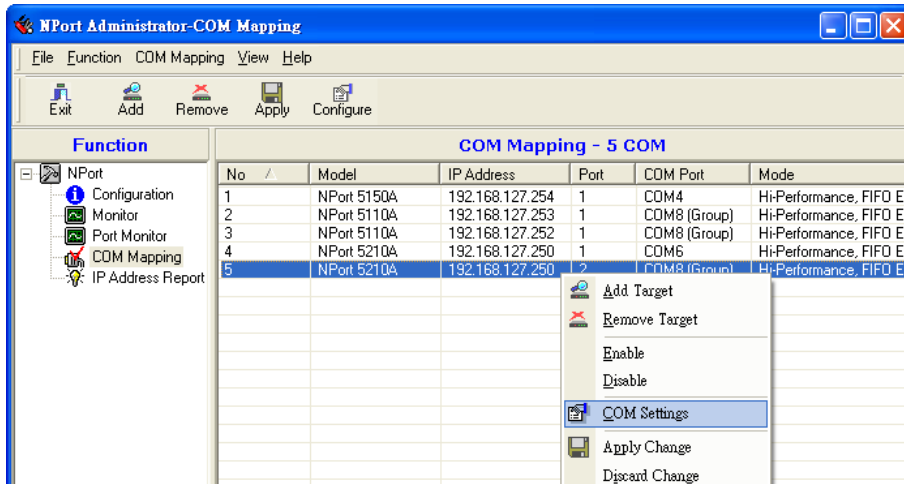 NPort Administrator-COM Mapping
File Function COM Mapping View Help
Exit Add Remove Apply Configure
Function
COM Mapping - 5 COM
NPort
Configuration
Monitor
Port Monitor
COM Mapping
IP Address Report
No Model IP Address Port COM Port Mode
1 NPort 5150A 192.168.127.254 1 COM4 Hi-Performance, FIFO E
2 NPort 5110A 192.168.127.253 1 COM8 (Group) Hi-Performance, FIFO E
3 NPort 5110A 192.168.127.252 1 COM8 (Group) Hi-Performance, FIFO E
4 NPort 5210A 192.168.127.250 1 COM6 Hi-Performance, FIFO E
5 NPort 5210A 192.168.127.250 2 COM8 (Group) Hi-Performance, FIFO E
Add Target
Remove Target
Enable
Disable
COM Settings
Apply Change
Discard Change